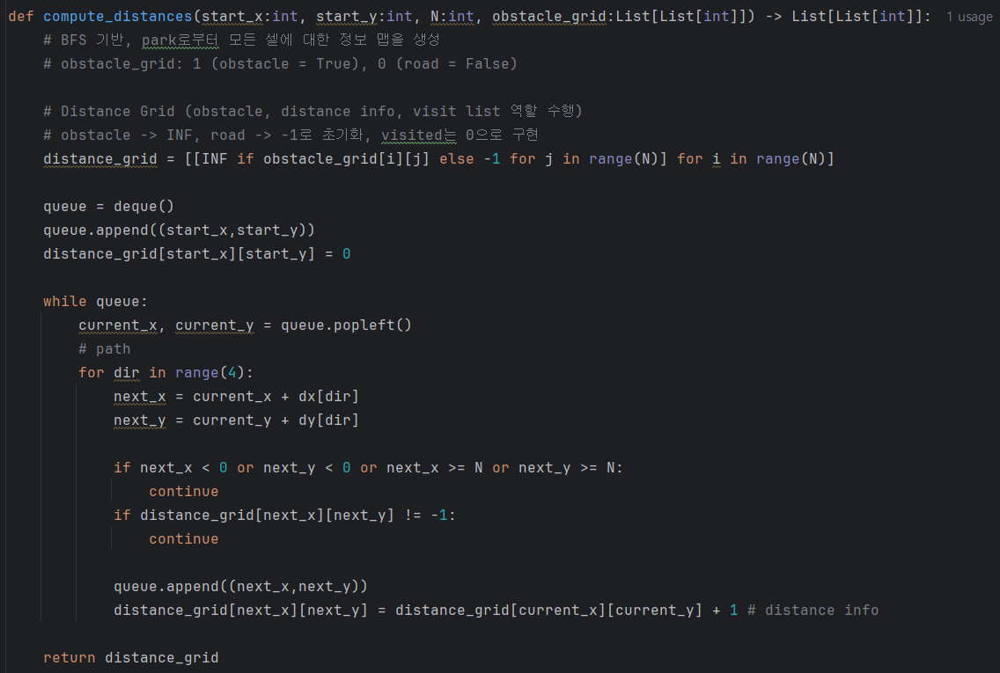 def compute_distances(start_x:int, start_y:int, N:int, obstacle_grid:List[List[int]]) -> List[List[int]]: 1 usage
    # BFS 기반, park로부터 모든 셀에 대한 정보 맵을 생성
    # obstacle_grid: 1 (obstacle = True), 0 (road = False)

    # Distance Grid (obstacle, distance info, visit list 역할 수행)
    # obstacle -> INF, road -> -1로 초기화, visited는 0으로 구현
    distance_grid = [[INF if obstacle_grid[i][j] else -1 for j in range(N)] for i in range(N)]

    queue = deque()
    queue.append((start_x,start_y))
    distance_grid[start_x][start_y] = 0

    while queue:
        current_x, current_y = queue.popleft()
        # path
        for dir in range(4):
            next_x = current_x + dx[dir]
            next_y = current_y + dy[dir]

            if next_x < 0 or next_y < 0 or next_x >= N or next_y >= N:
                continue
            if distance_grid[next_x][next_y] != -1:
                continue

            queue.append((next_x,next_y))
            distance_grid[next_x][next_y] = distance_grid[current_x][current_y] + 1 # distance info

    return distance_grid